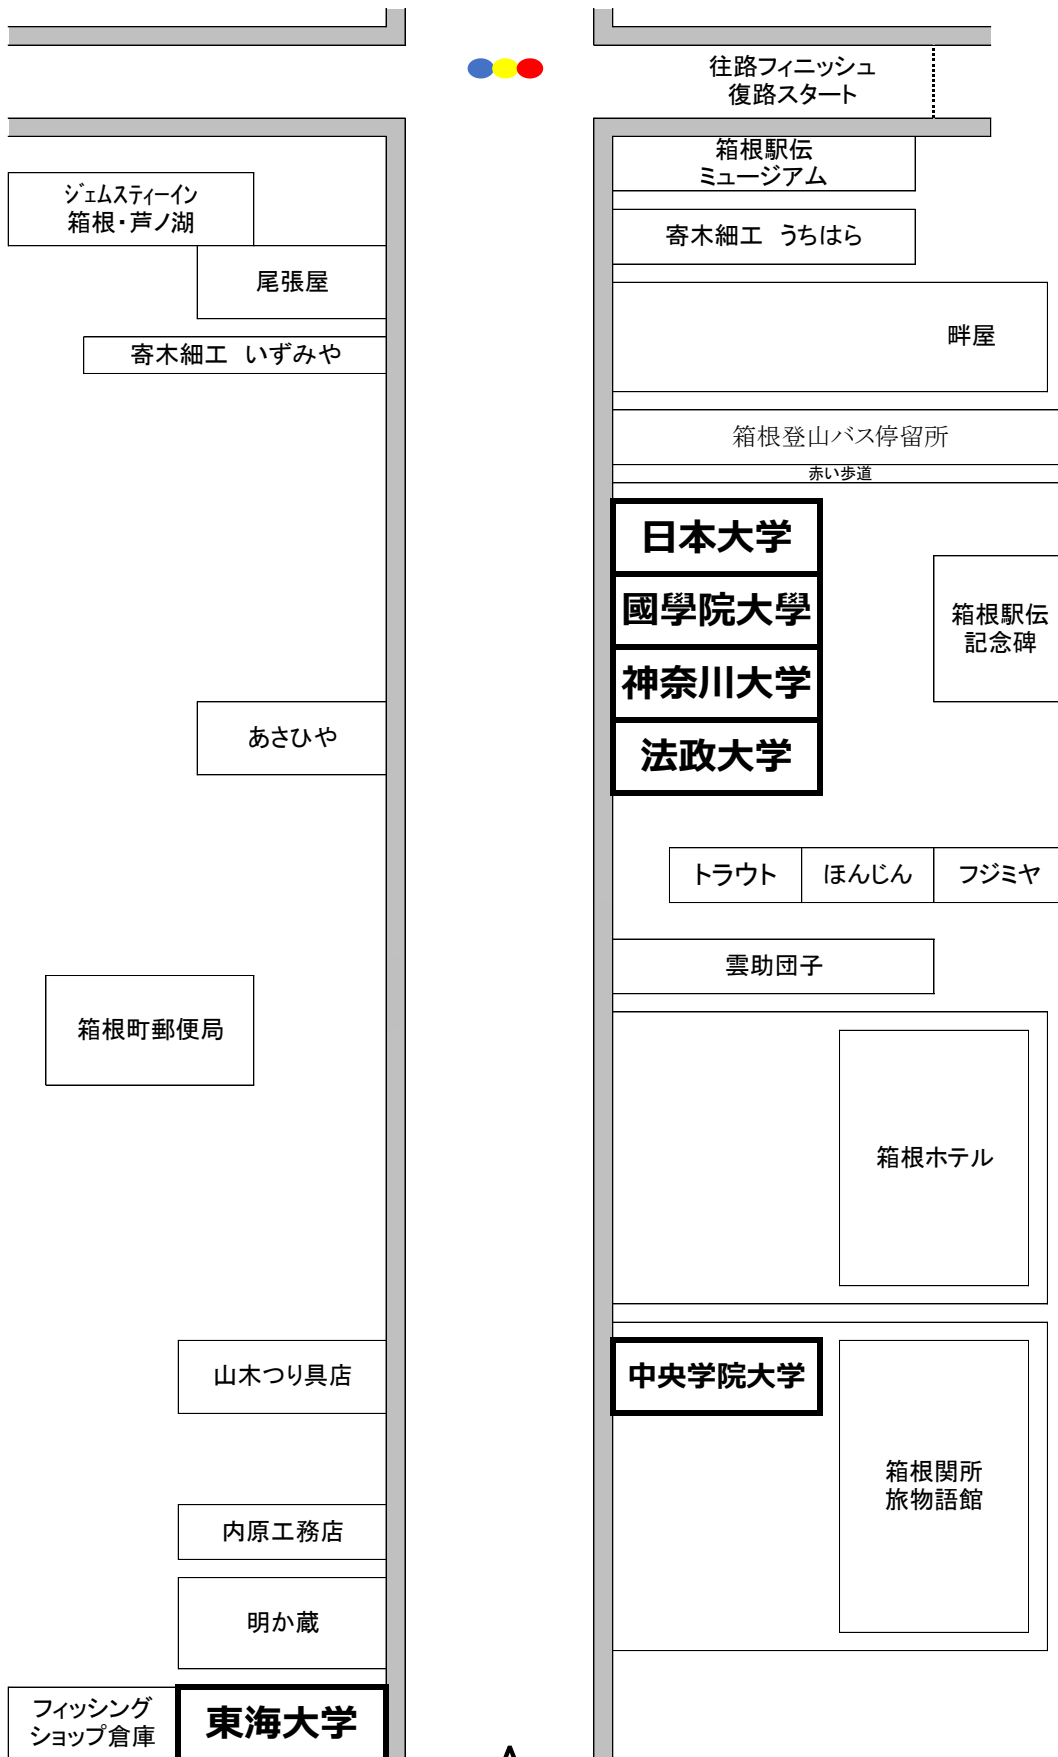 往路フィニッシュ
復路スタート
箱根駅伝
ミュージアム
ジェムスティーイン
箱根・芦ノ湖
寄木細工　うちはら
尾張屋
畔屋
寄木細工　いずみや
箱根登山バス停留所
赤い歩道
日本大学
國學院大學
箱根駅伝
記念碑
神奈川大学
あさひや
法政大学
トラウト
ほんじん
フジミヤ
雲助団子
箱根町郵便局
箱根ホテル
山木つり具店
中央学院大学
箱根関所
旅物語館
内原工務店
明か蔵
フィッシング
ショップ倉庫
東海大学